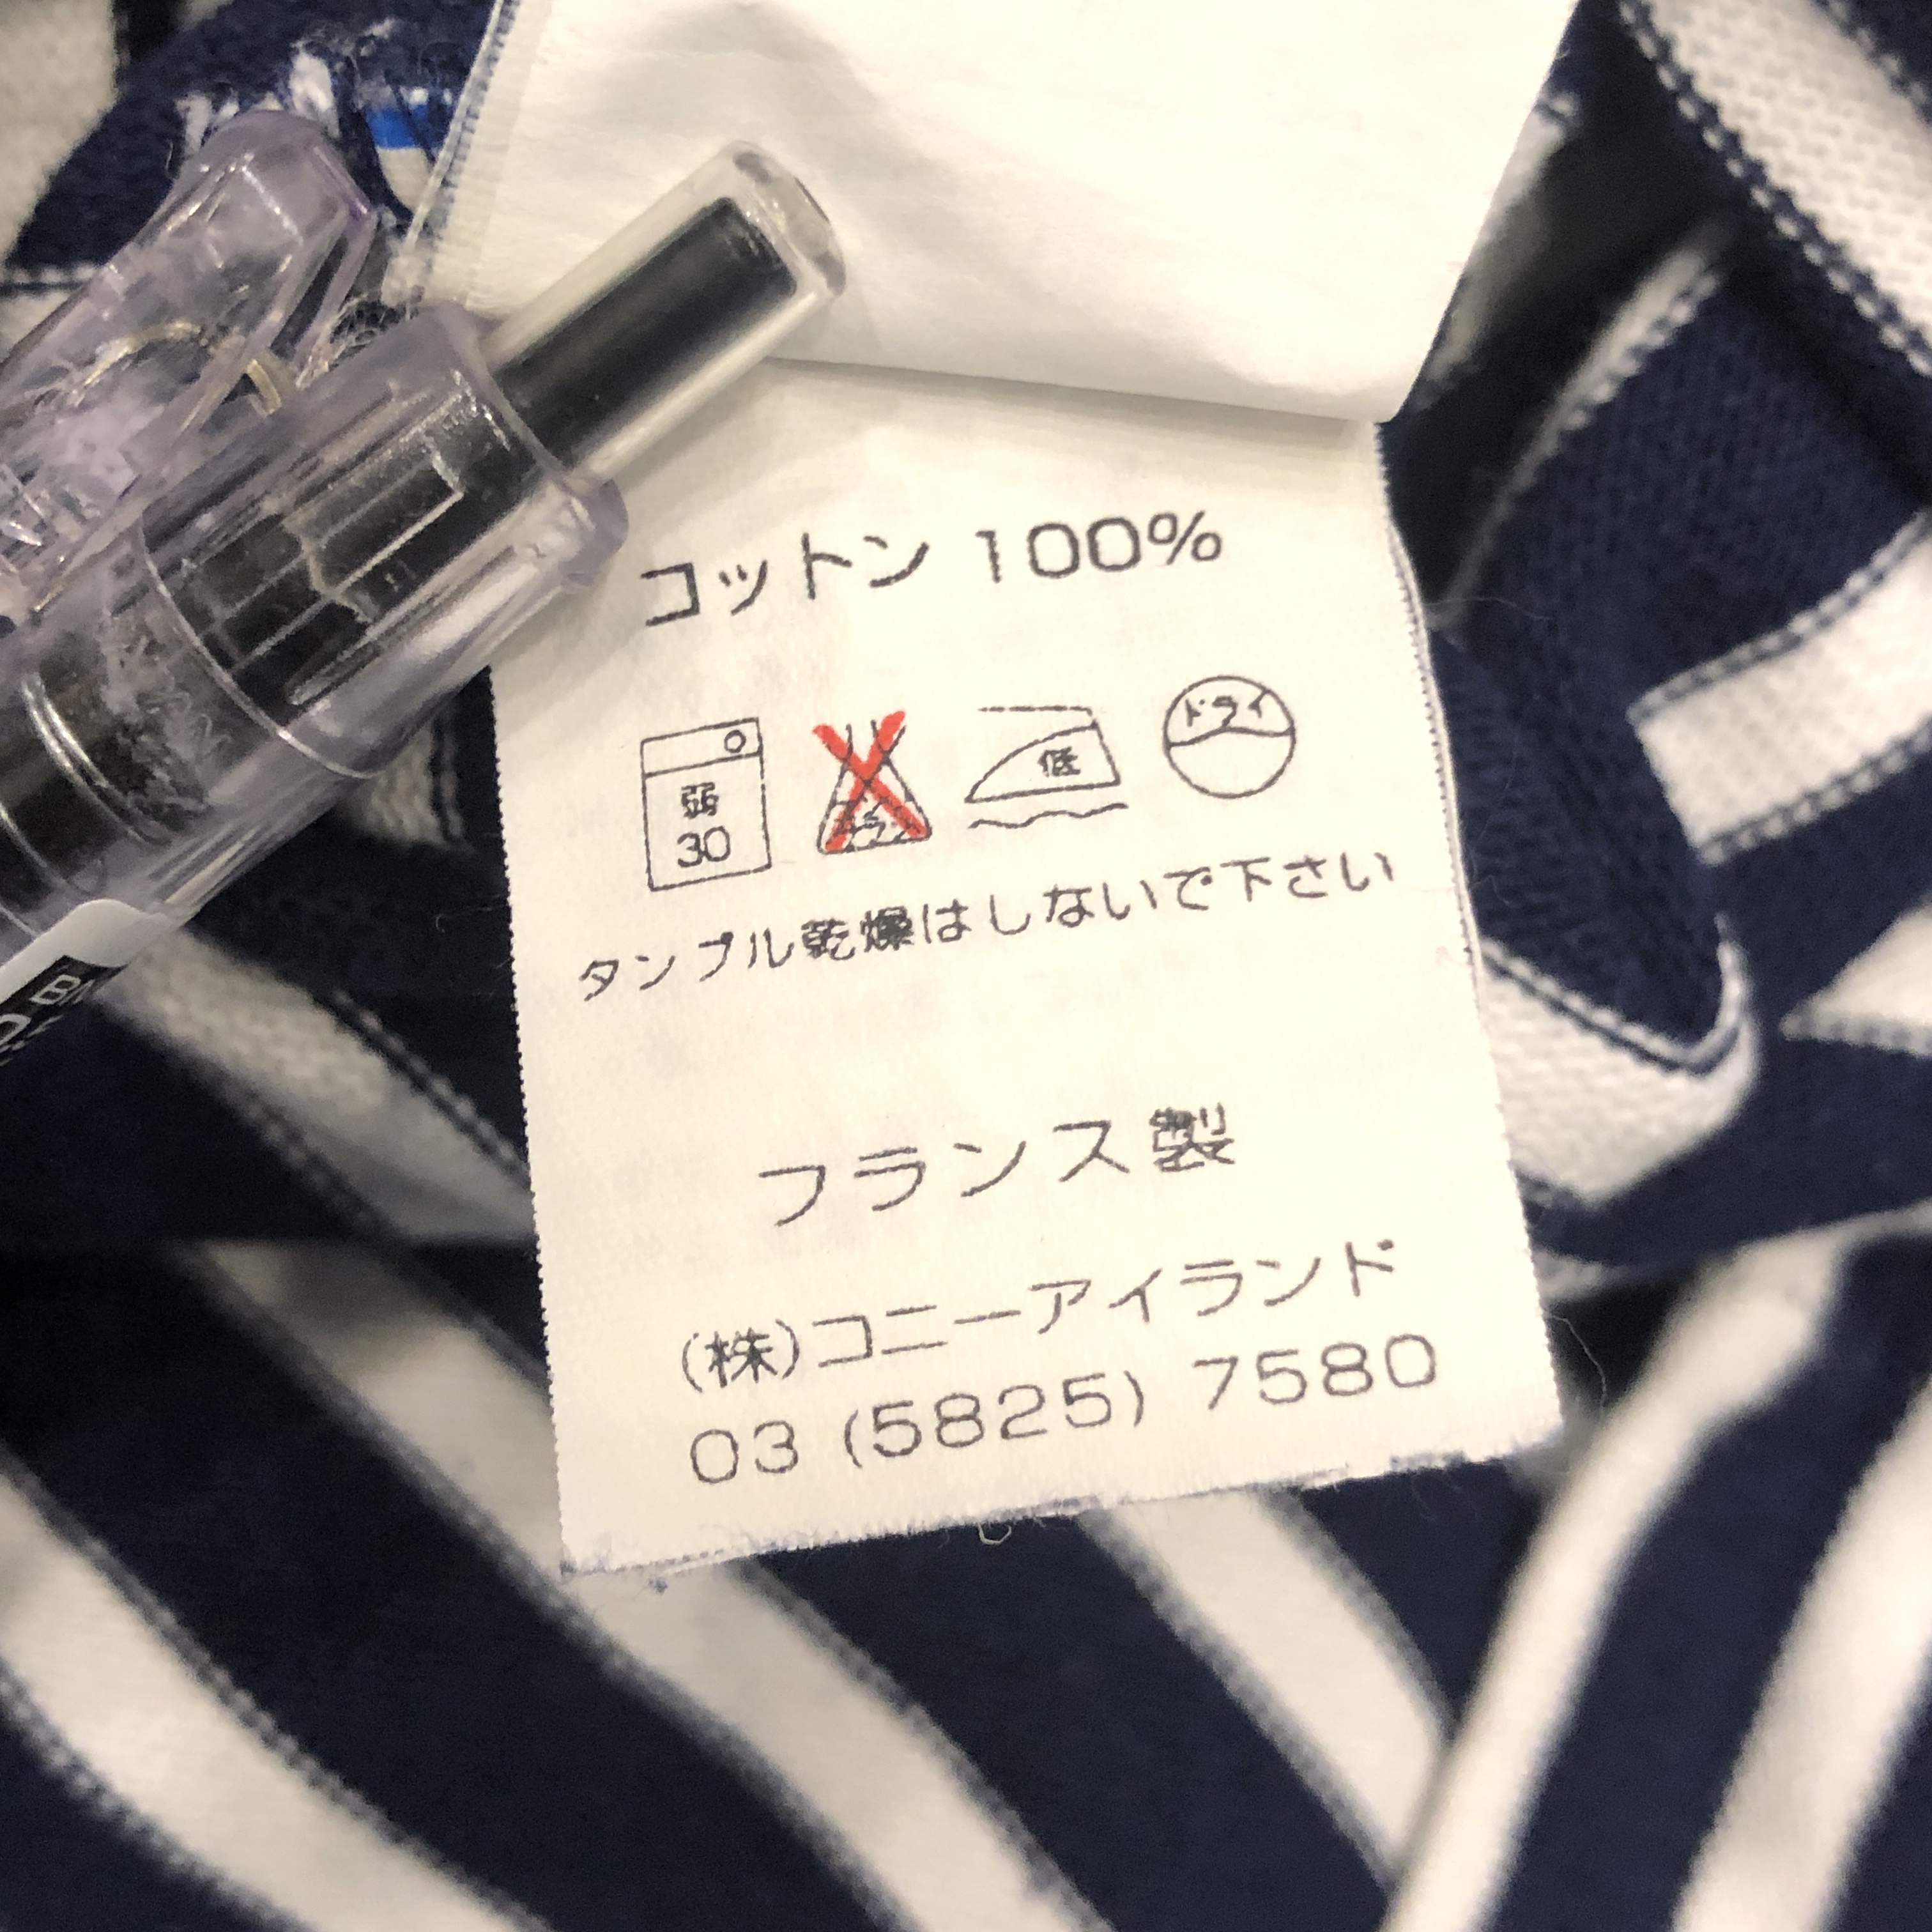 コットン 100%
弱
30
低
ドライ
タンブル乾燥はしないで下さい
フランス製
(株)コニーアイランド
03 (5825) 7580